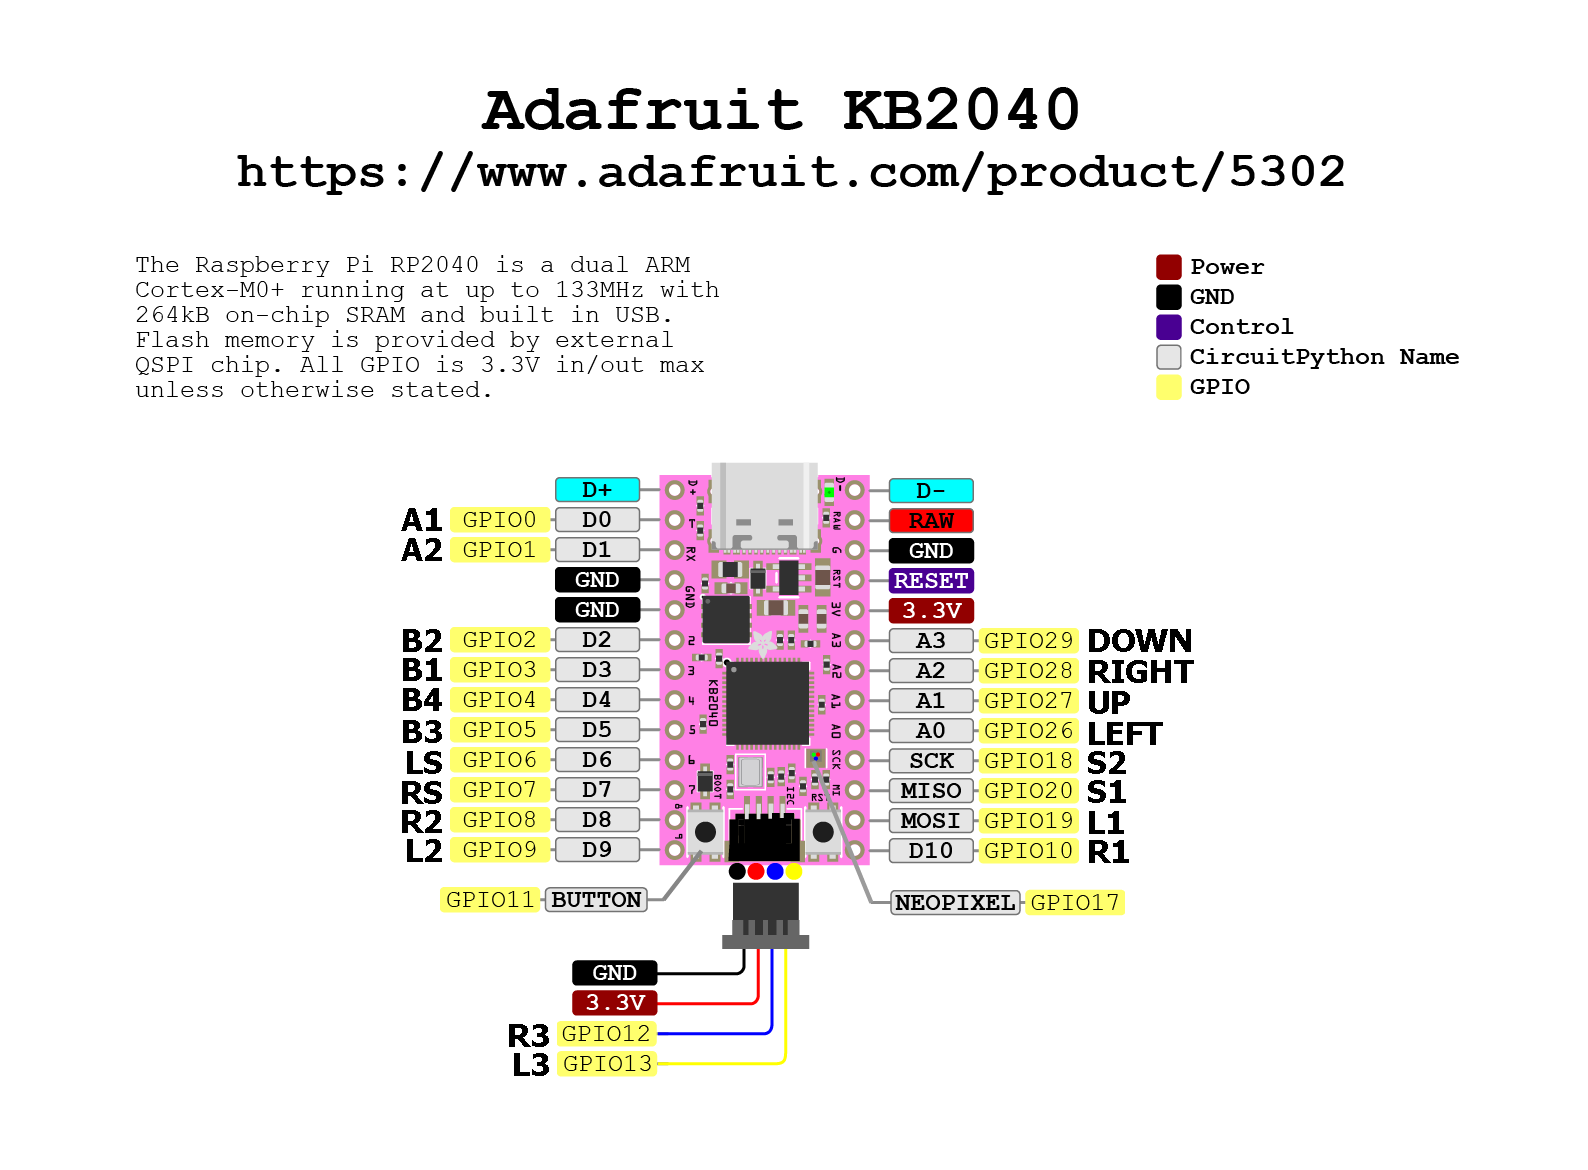 Adafruit KB2040
https://www.adafruit.com/product/5302
The Raspberry Pi RP2040 is a dual ARM
Cortex-M0+ running at up to 133MHz with
264kB on-chip SRAM and built in USB.
Flash memory is provided by external
QSPI chip. All GPIO is 3.3V in/out max
unless otherwise stated.
Power
GND
Control
CircuitPython Name
GPIO
D+ D+ D- D-
A1 GPIO0 D0 T RAW RAW
A2 GPIO1 D1 RX G GND
GND RST RESET
GND GND 3V 3.3V
B2 GPIO2 D2 2 A3 A3 GPIO29 DOWN
B1 GPIO3 D3 3 A2 A2 GPIO28 RIGHT
B4 GPIO4 D4 4 KB2040 A1 A1 GPIO27 UP
B3 GPIO5 D5 5 A0 A0 GPIO26 LEFT
LS GPIO6 D6 6 SCK SCK GPIO18 S2
RS GPIO7 D7 7 BOOT I2C RS MI MISO GPIO20 S1
R2 GPIO8 D8 8 MOSI GPIO19 L1
L2 GPIO9 D9 9 D10 GPIO10 R1
GPIO11 BUTTON NEOPIXEL GPIO17
GND
3.3V
R3 GPIO12
L3 GPIO13